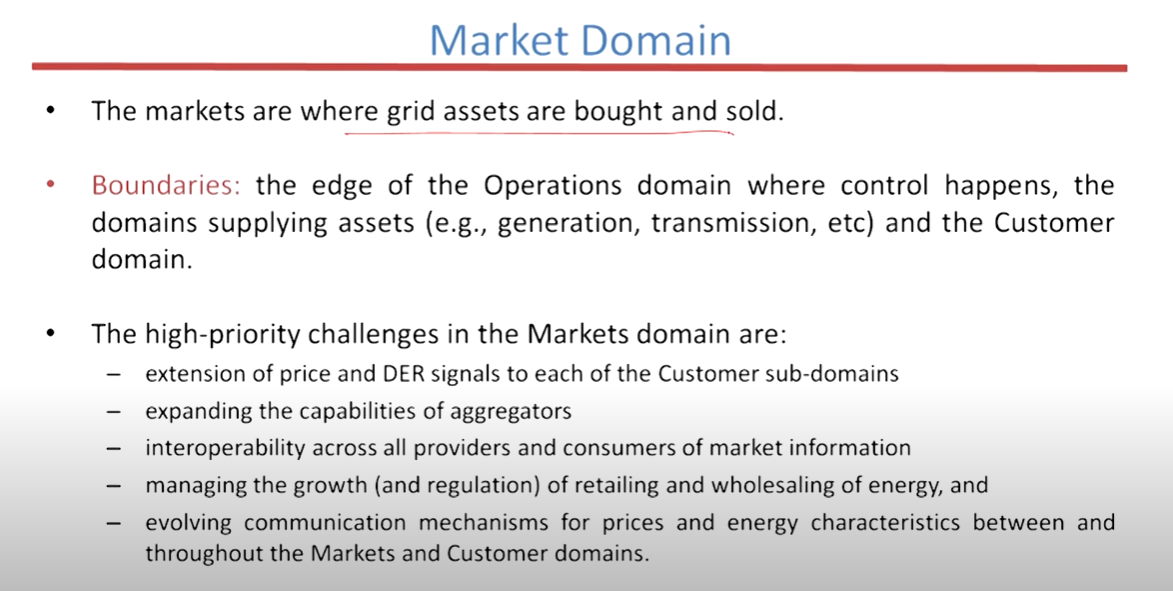 Market Domain
• The markets are where grid assets are bought and sold.
• Boundaries: the edge of the Operations domain where control happens, the
domains supplying assets (e.g., generation, transmission, etc) and the Customer
domain.
• The high-priority challenges in the Markets domain are:
– extension of price and DER signals to each of the Customer sub-domains
– expanding the capabilities of aggregators
– interoperability across all providers and consumers of market information
– managing the growth (and regulation) of retailing and wholesaling of energy, and
– evolving communication mechanisms for prices and energy characteristics between and
throughout the Markets and Customer domains.